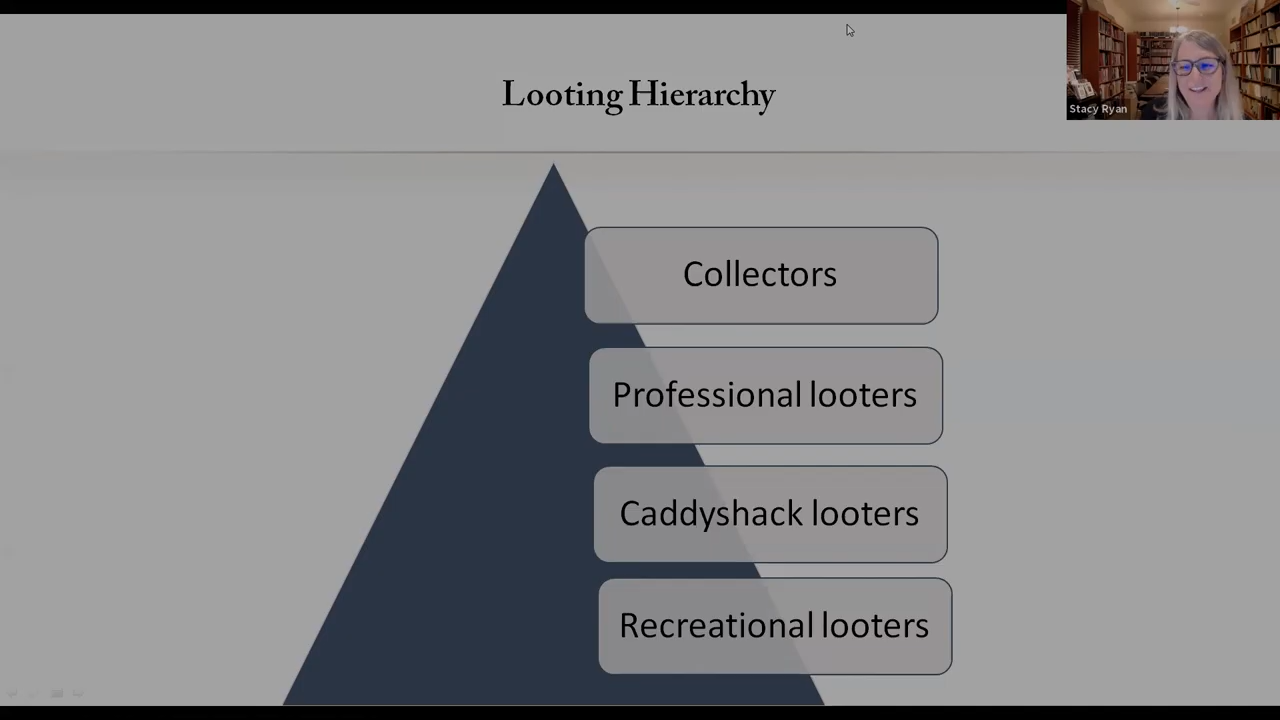 Looting Hierarchy
Stacy Ryan
Collectors
Professional looters
Caddyshack looters
Recreational looters